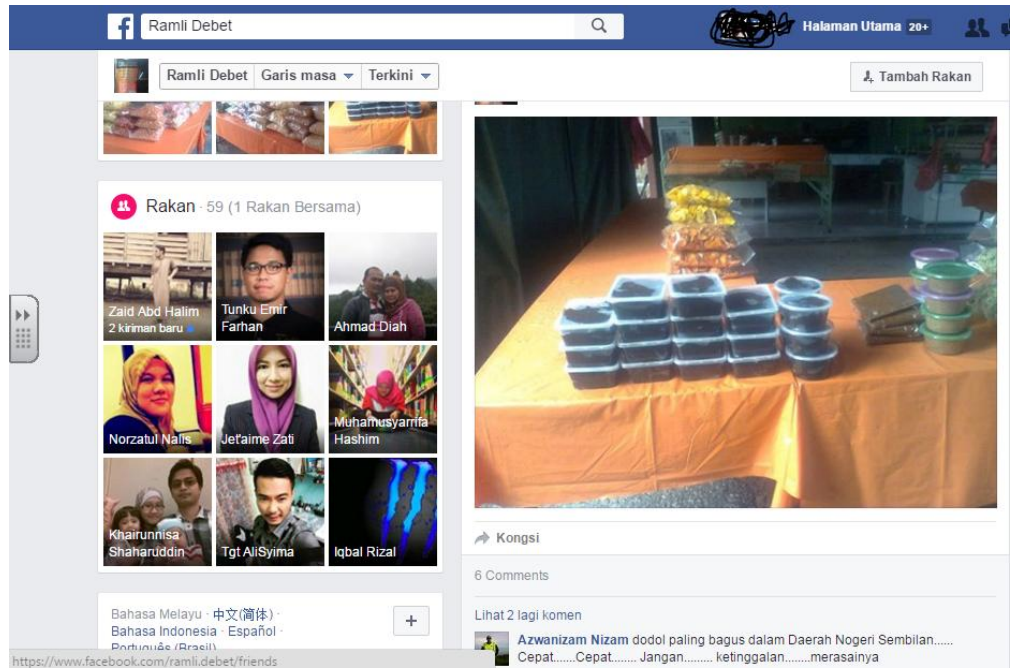 f
Ramli Debet
Halaman Utama 20+
Ramli Debet Garis masa Terkini
Tambah Rakan
Rakan · 59 (1 Rakan Bersama)
Zaid Abd Halim
2 kiriman baru
Tunku Emir
Farhan
Ahmad Diah
Norzatul Nafis
Jet'aime Zati
Muhamusyarrifa
Hashim
Khairunnisa
Shaharuddin
Tgt AliSyima
Iqbal Rizal
Bahasa Melayu · 中文(简体) ·
Bahasa Indonesia · Español ·
Português (Brasil)
+
https://www.facebook.com/ramli.debet/friends
Kongsi
6 Comments
Lihat 2 lagi komen
Azwanizam Nizam dodol paling bagus dalam Daerah Nogeri Sembilan......
Cepat.......Cepat........ Jangan......... ketinggalan........merasainya